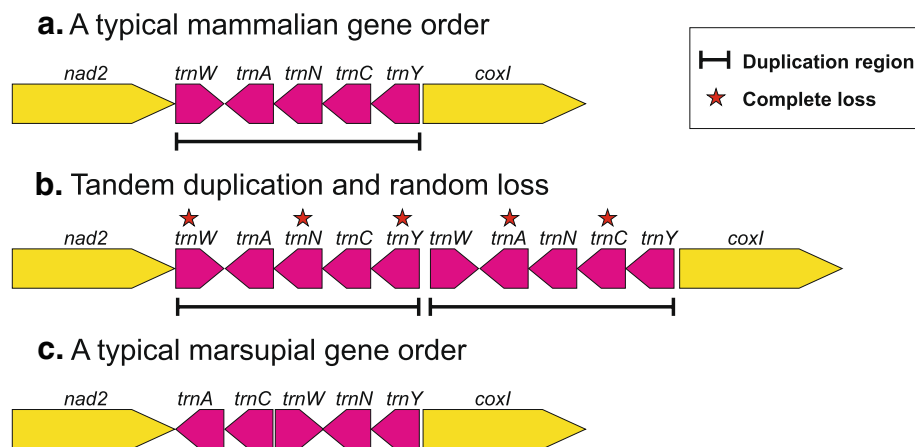 a. A typical mammalian gene order
nad2 trnW trnA trnN trnC trnY coxI
Duplication region
Complete loss
b. Tandem duplication and random loss
nad2 trnW trnA trnN trnC trnY trnW trnA trnN trnC trnY coxI
c. A typical marsupial gene order
nad2 trnA trnC trnW trnN trnY coxI